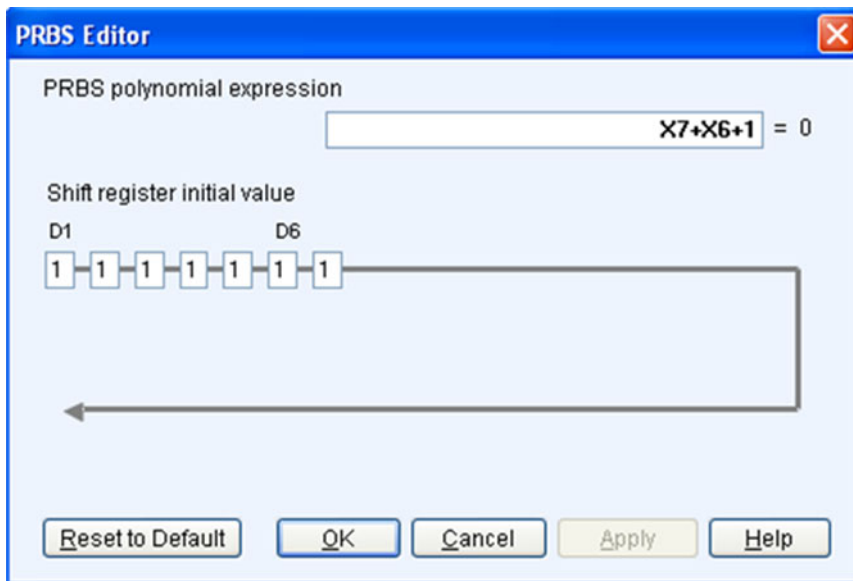 PRBS Editor
PRBS polynomial expression
X7+X6+1 = 0
Shift register initial value
D1 D6
1 1 1 1 1 1 1
Reset to Default OK Cancel Apply Help